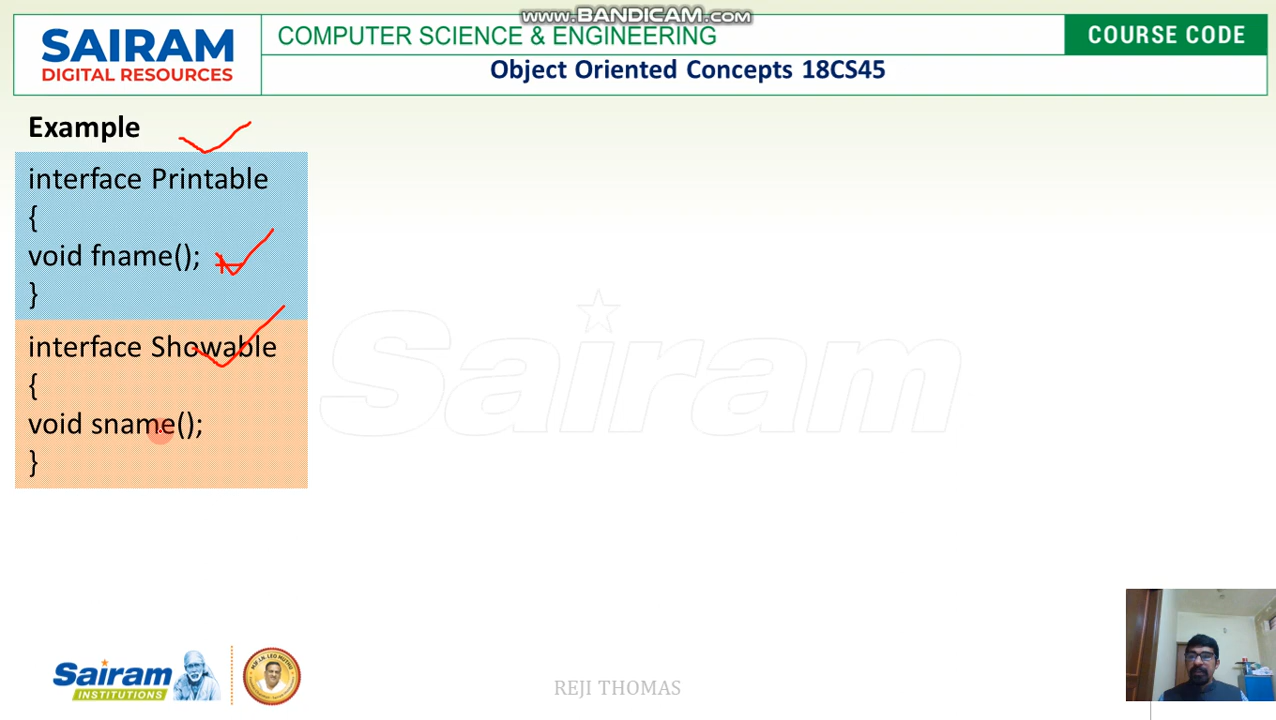 www.BANDICAM.com
SAIRAM
DIGITAL RESOURCES
COMPUTER SCIENCE & ENGINEERING
COURSE CODE
Object Oriented Concepts 18CS45
Example
interface Printable
{
void fname();
}
interface Showable
{
void sname();
}
Sairam
Sairam
INSTITUTIONS
REJI THOMAS